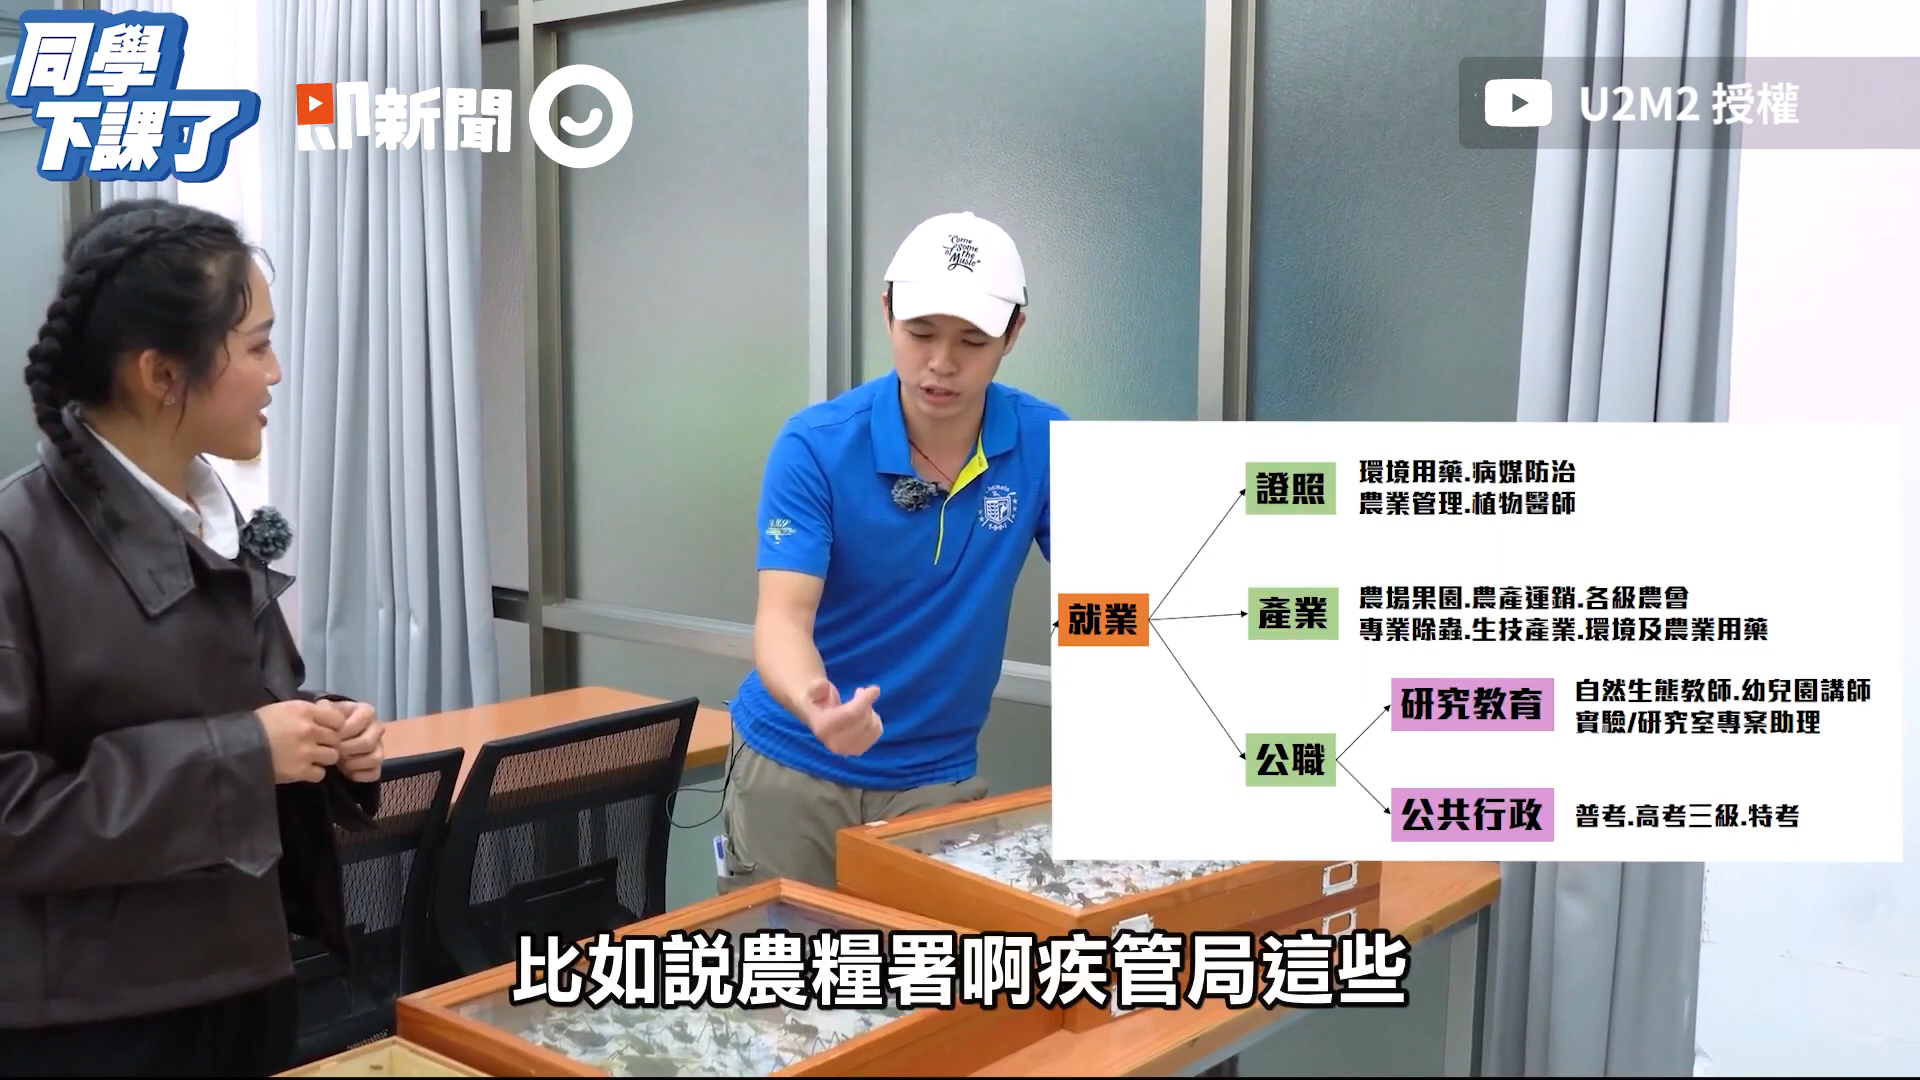 同學
下課了
即新聞
U2M2 授權
"Come
Some
of The
Music"
證照
環境用藥.病媒防治
農業管理.植物醫師
就業
產業
農場果園.農產運銷.各級農會
專業除蟲.生技產業.環境及農業用藥
研究教育
自然生態教師.幼兒園講師
實驗/研究室專案助理
公職
公共行政
普考.高考三級.特考
比如說農糧署啊疾管局這些